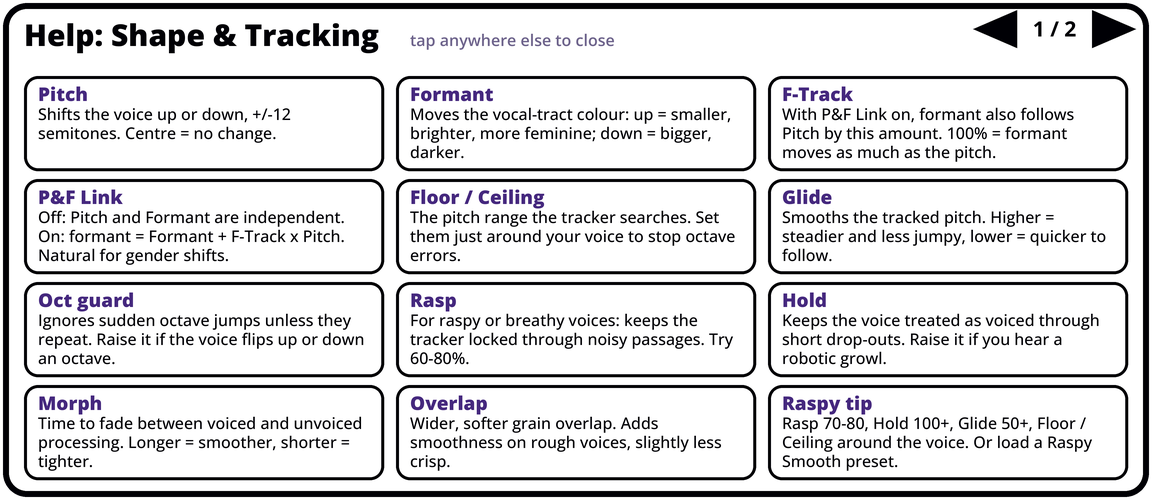 Help: Shape & Tracking
tap anywhere else to close
1 / 2
Pitch
Shifts the voice up or down, +/-12
semitones. Centre = no change.
Formant
Moves the vocal-tract colour: up = smaller,
brighter, more feminine; down = bigger,
darker.
F-Track
With P&F Link on, formant also follows
Pitch by this amount. 100% = formant
moves as much as the pitch.
P&F Link
Off: Pitch and Formant are independent.
On: formant = Formant + F-Track x Pitch.
Natural for gender shifts.
Floor / Ceiling
The pitch range the tracker searches. Set
them just around your voice to stop octave
errors.
Glide
Smooths the tracked pitch. Higher =
steadier and less jumpy, lower = quicker to
follow.
Oct guard
Ignores sudden octave jumps unless they
repeat. Raise it if the voice flips up or down
an octave.
Rasp
For raspy or breathy voices: keeps the
tracker locked through noisy passages. Try
60-80%.
Hold
Keeps the voice treated as voiced through
short drop-outs. Raise it if you hear a
robotic growl.
Morph
Time to fade between voiced and unvoiced
processing. Longer = smoother, shorter =
tighter.
Overlap
Wider, softer grain overlap. Adds
smoothness on rough voices, slightly less
crisp.
Raspy tip
Rasp 70-80, Hold 100+, Glide 50+, Floor /
Ceiling around the voice. Or load a Raspy
Smooth preset.